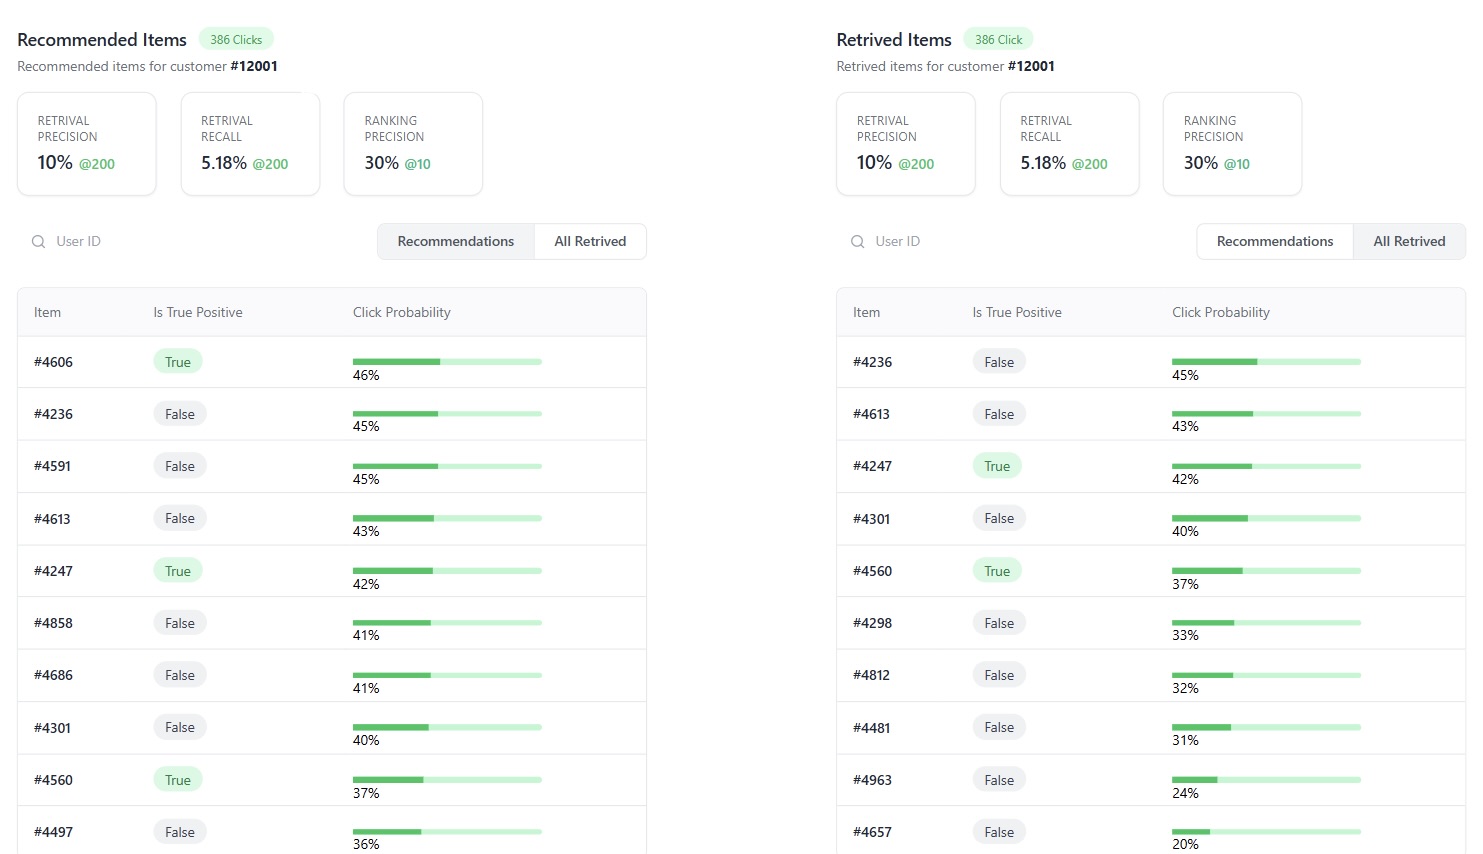 Recommended Items 386 Clicks
Recommended items for customer #12001
RETRIVAL PRECISION
10% @200
RETRIVAL RECALL
5.18% @200
RANKING PRECISION
30% @10
User ID
Recommendations All Retrived
Item Is True Positive Click Probability
#4606 True 46%
#4236 False 45%
#4591 False 45%
#4613 False 43%
#4247 True 42%
#4858 False 41%
#4686 False 41%
#4301 False 40%
#4560 True 37%
#4497 False 36%
Retrived Items 386 Click
Retrived items for customer #12001
RETRIVAL PRECISION
10% @200
RETRIVAL RECALL
5.18% @200
RANKING PRECISION
30% @10
User ID
Recommendations All Retrived
Item Is True Positive Click Probability
#4236 False 45%
#4613 False 43%
#4247 True 42%
#4301 False 40%
#4560 True 37%
#4298 False 33%
#4812 False 32%
#4481 False 31%
#4963 False 24%
#4657 False 20%